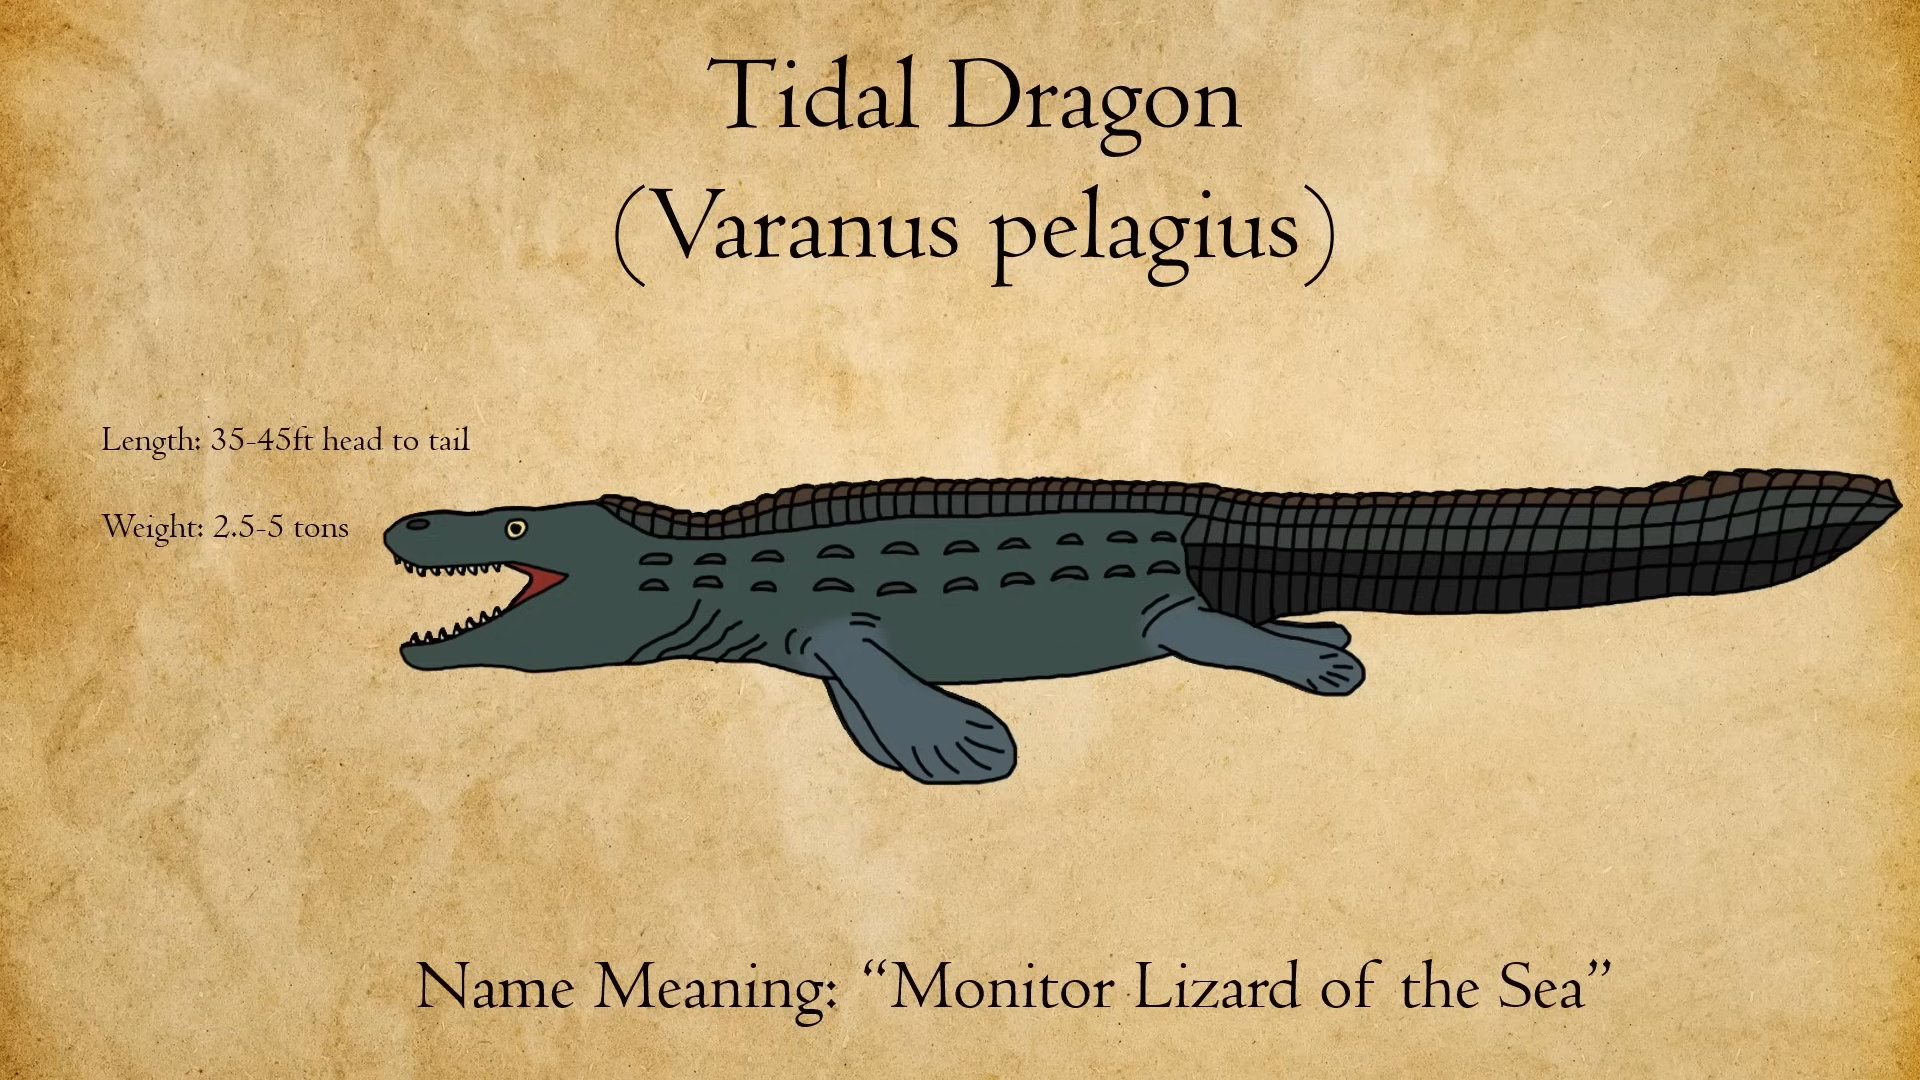 Tidal Dragon
(Varanus pelagius)
Length: 35-45ft head to tail
Weight: 2.5-5 tons
Name Meaning: “Monitor Lizard of the Sea”